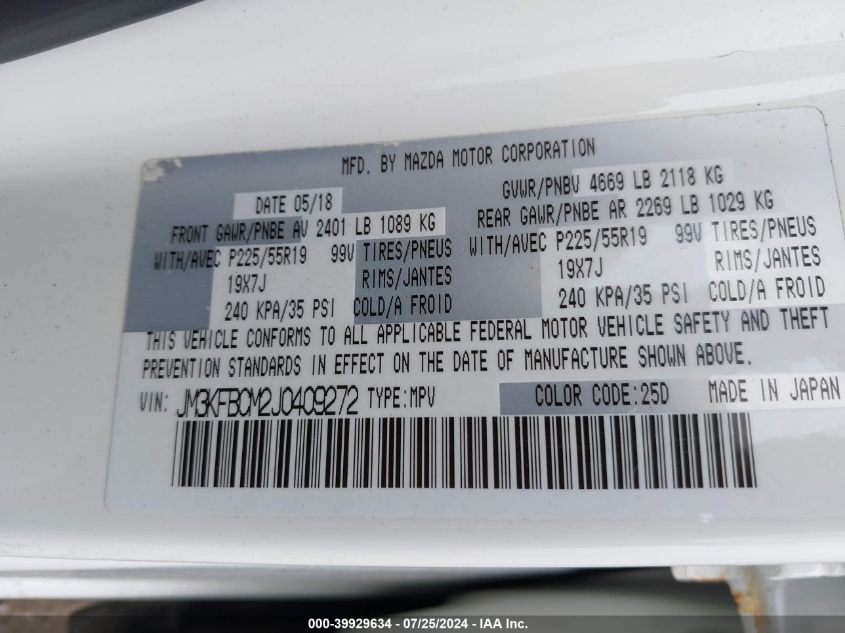 MFD. BY MAZDA MOTOR CORPORATION
DATE 05/18 GVWR/PNBV 4669 LB 2118 KG
FRONT GAWR/PNBE AV 2401 LB 1089 KG REAR GAWR/PNBE AR 2269 LB 1029 KG
WITH/AVEC P225/55R19 99V TIRES/PNEUS WITH/AVEC P225/55R19 99V TIRES/PNEUS
19X7J RIMS/JANTES 19X7J RIMS/JANTES
240 KPA/35 PSI COLD/A FROID 240 KPA/35 PSI COLD/A FROID
THIS VEHICLE CONFORMS TO ALL APPLICABLE FEDERAL MOTOR VEHICLE SAFETY AND THEFT
PREVENTION STANDARDS IN EFFECT ON THE DATE OF MANUFACTURE SHOWN ABOVE.
VIN: JM3KFBCM2J0409272 TYPE:MPV COLOR CODE:25D MADE IN JAPAN
000-39929634 - 07/25/2024 - IAA Inc.